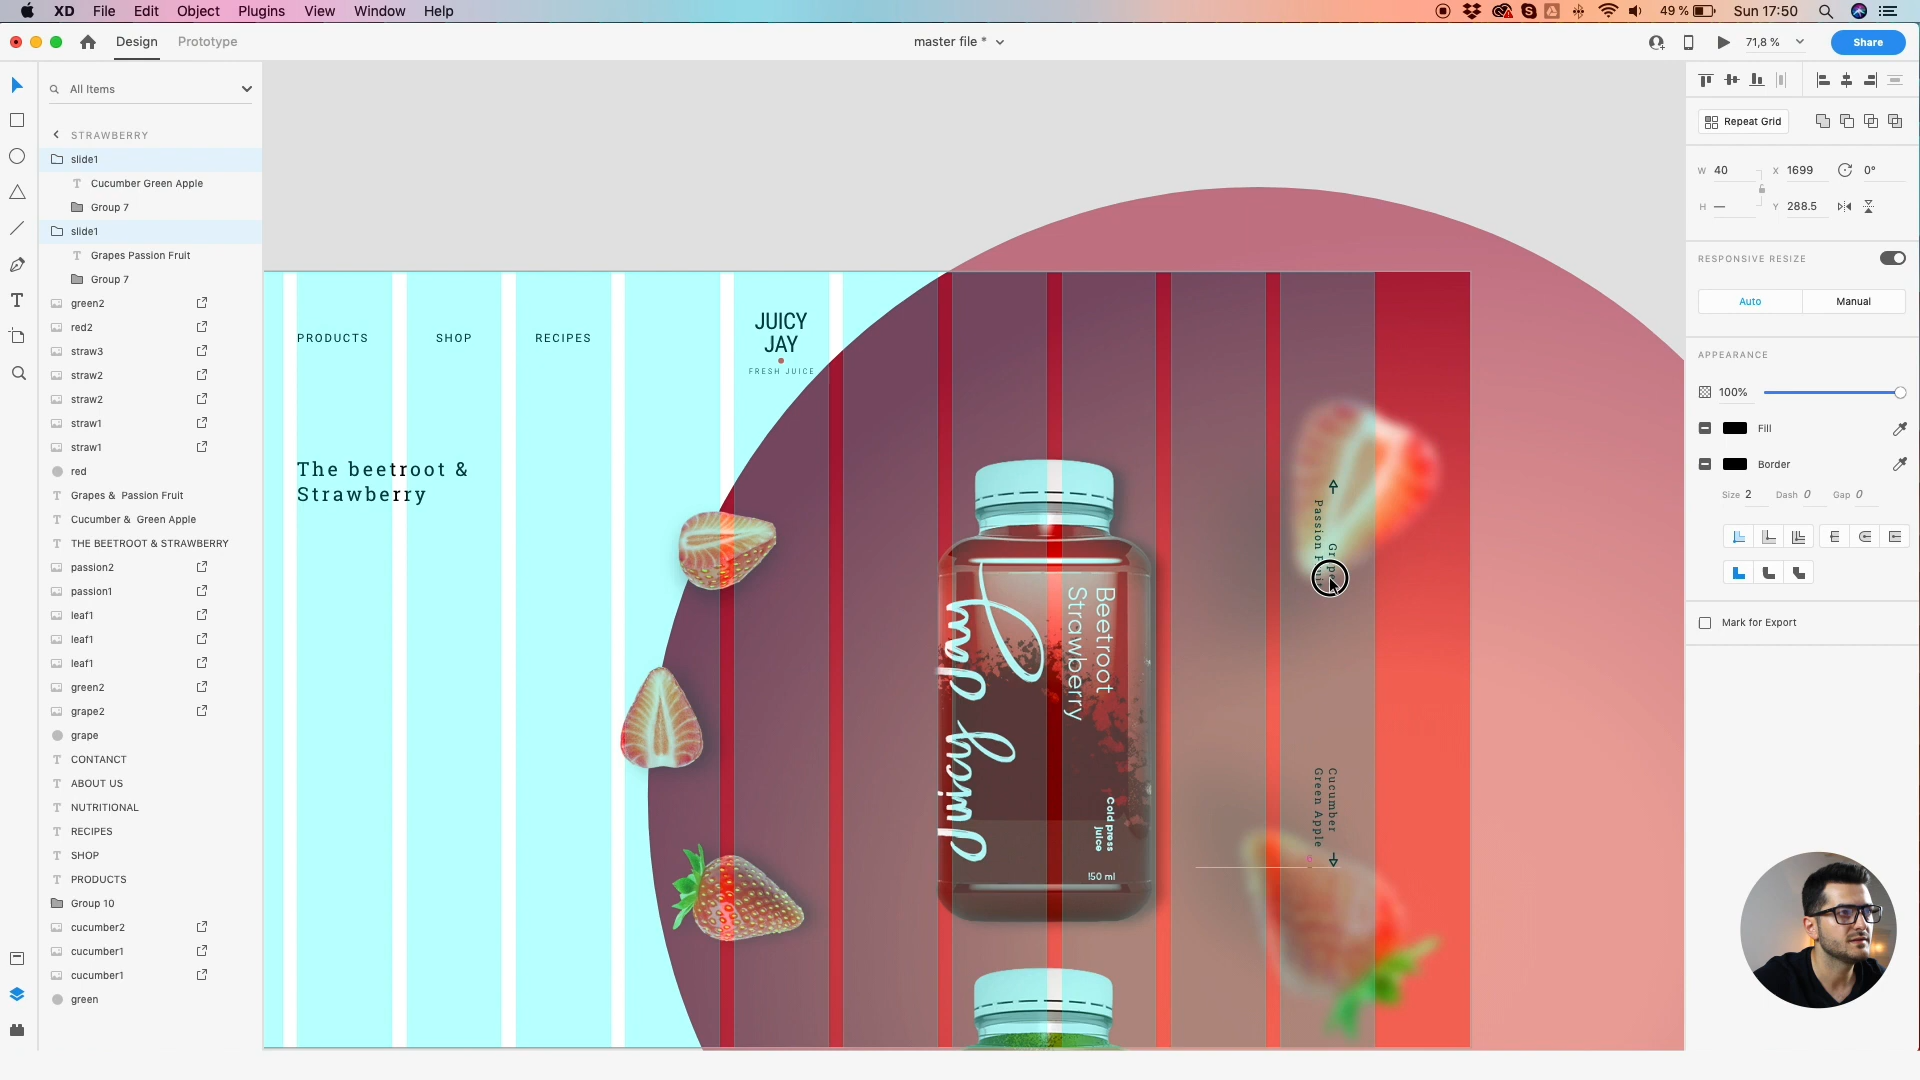 XD File Edit Object Plugins View Window Help
49 % Sun 17:50
Design Prototype
master file *
71,8 %
Share
All Items
STRAWBERRY
slide1
Cucumber Green Apple
Group 7
slide1
Grapes Passion Fruit
Group 7
green2
red2
straw3
straw2
straw2
straw1
straw1
red
Grapes & Passion Fruit
Cucumber & Green Apple
THE BEETROOT & STRAWBERRY
passion2
passion1
leaf1
leaf1
leaf1
green2
grape2
grape
CONTANCT
ABOUT US
NUTRITIONAL
RECIPES
SHOP
PRODUCTS
Group 10
cucumber2
cucumber1
cucumber1
green
PRODUCTS SHOP RECIPES
JUICY
JAY
FRESH JUICE
The beetroot &
Strawberry
Beetroot
Strawberry
Cold press
juice
150 ml
Passion
Cucumber
Green Apple
Repeat Grid
W 40 X 1699 0°
H — Y 288.5
RESPONSIVE RESIZE
Auto Manual
APPEARANCE
100%
Fill
Border
Size 2 Dash 0 Gap 0
Mark for Export